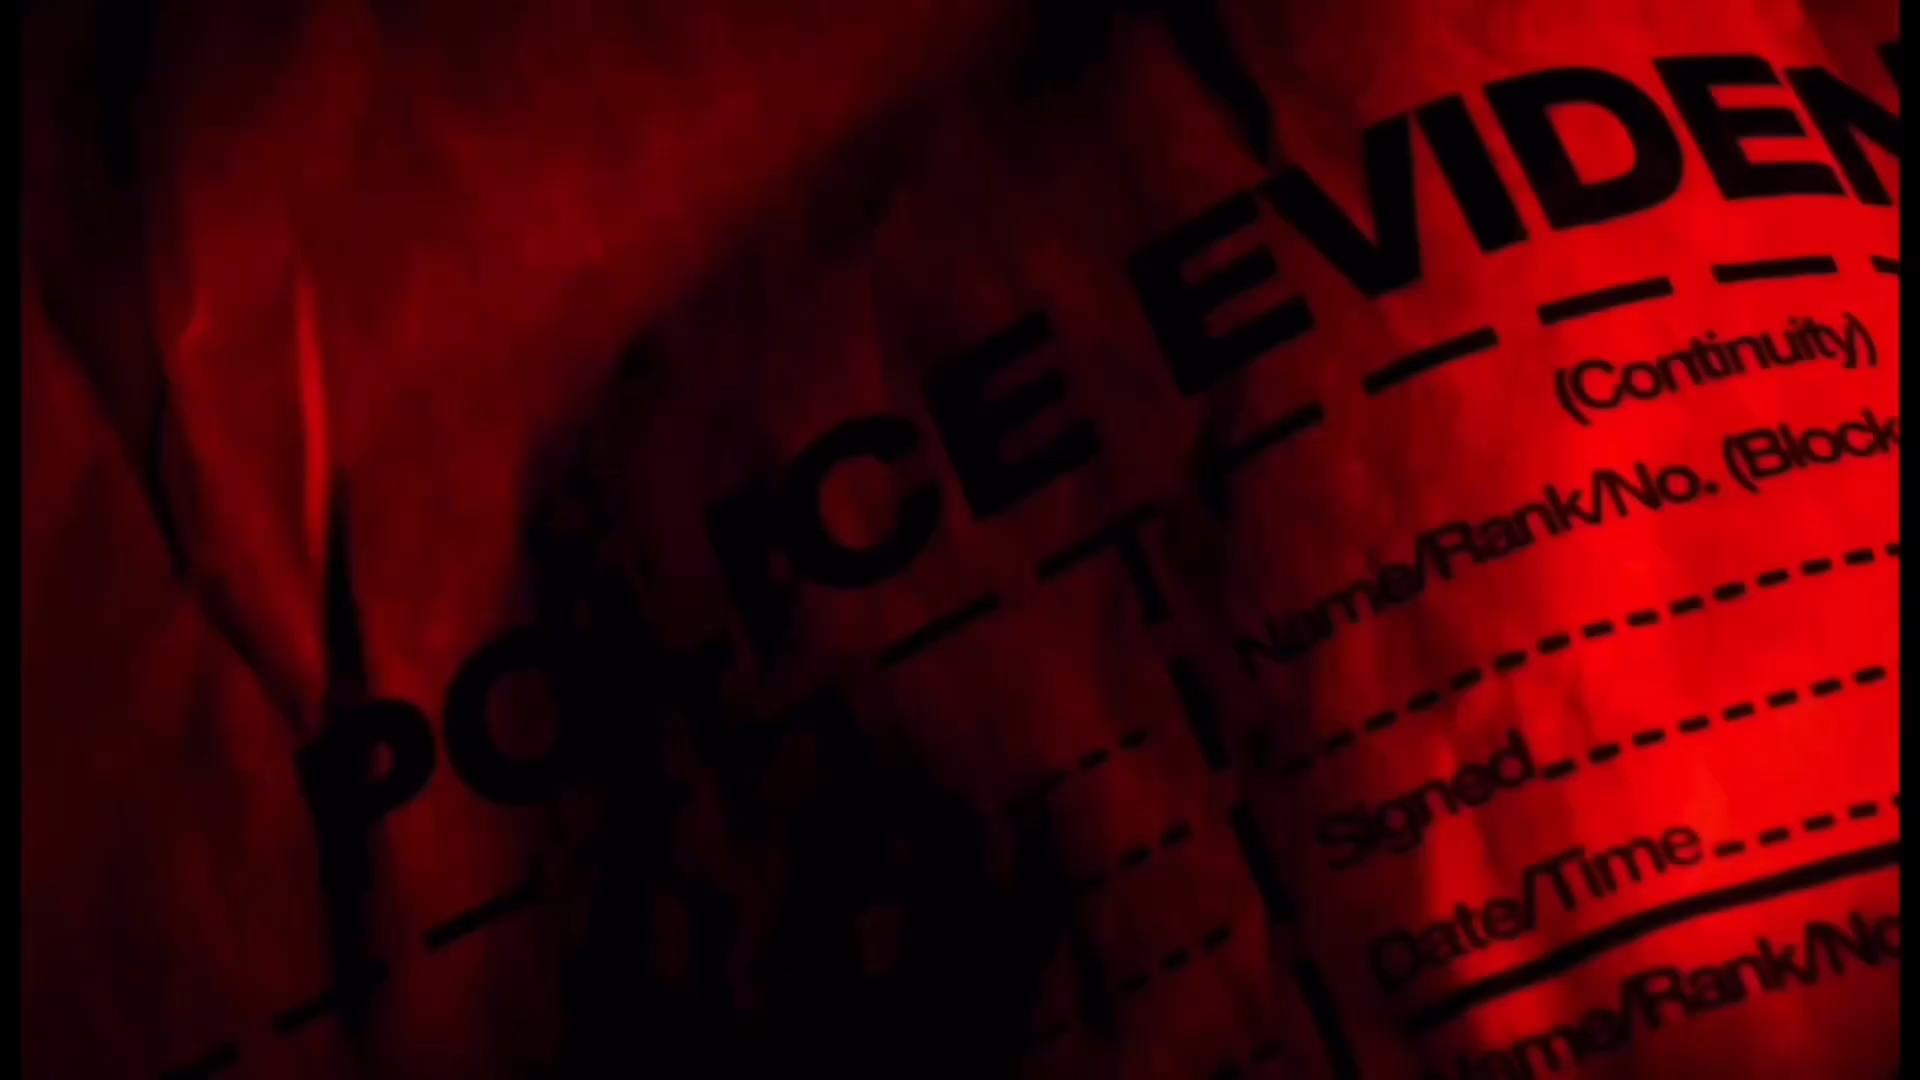 POLICE EVIDEN
(Continuity)
Name/Rank/No. (Block
Signed
Date/Time
Name/Rank/No